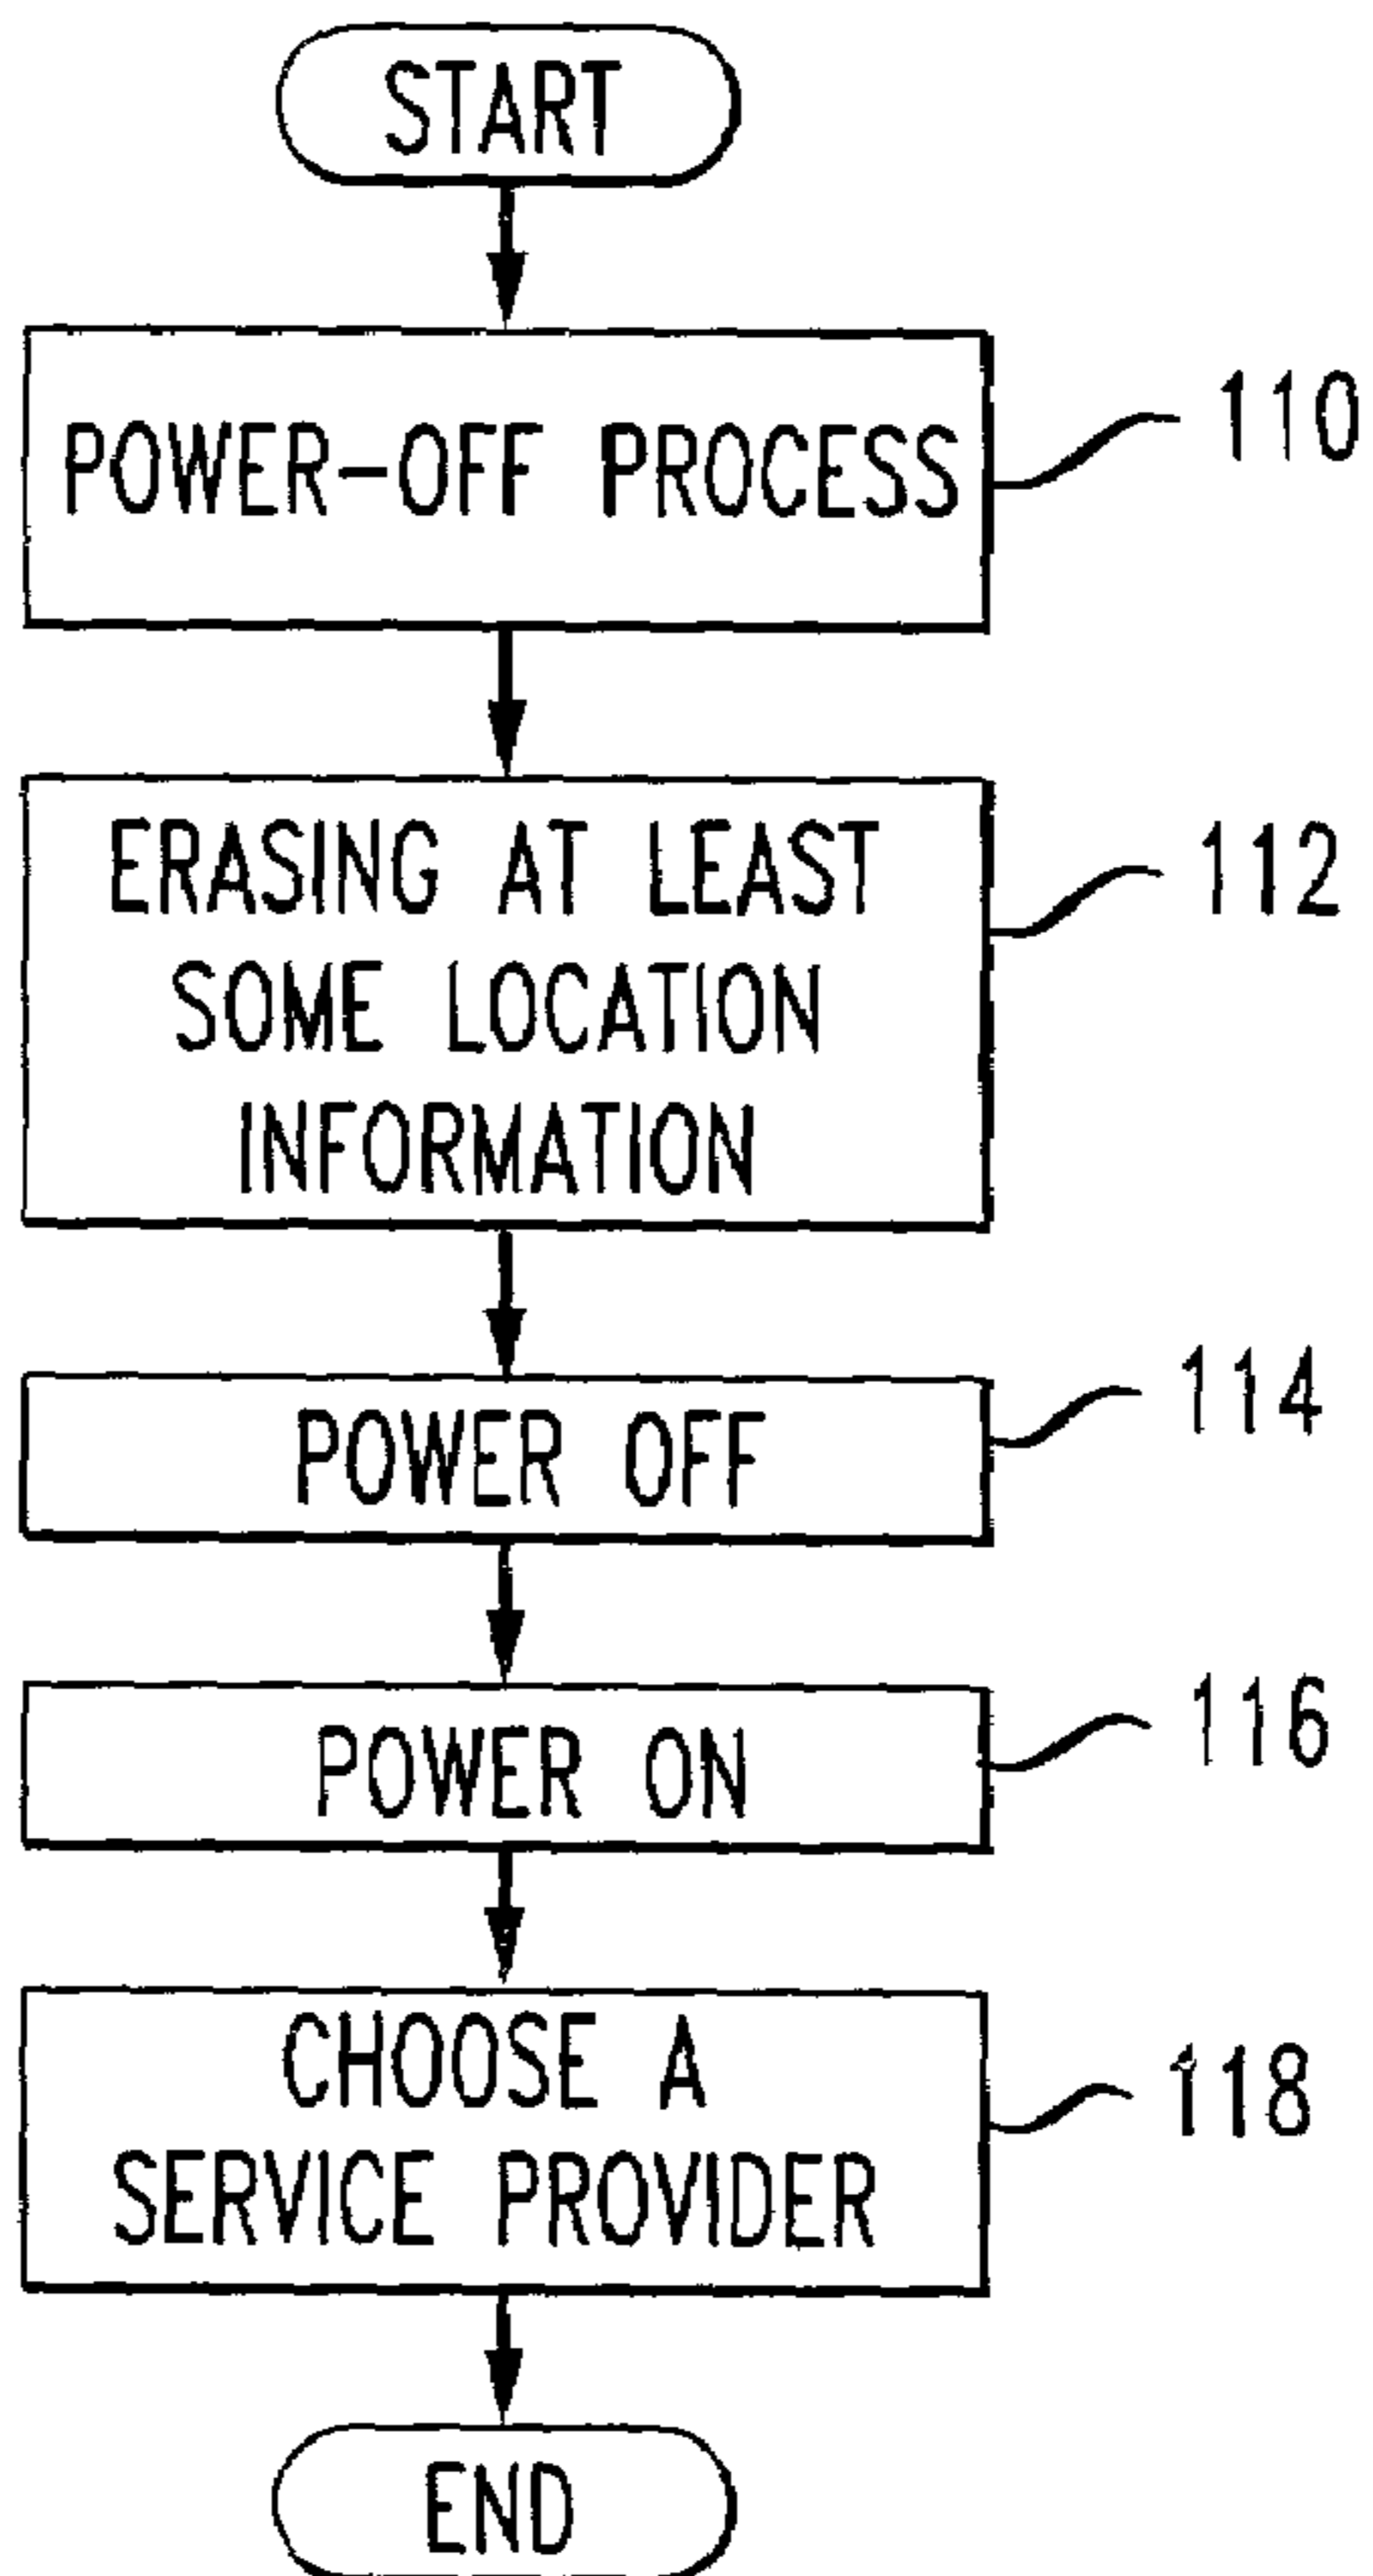 START
POWER-OFF PROCESS
110
ERASING AT LEAST
SOME LOCATION
INFORMATION
112
POWER OFF
114
POWER ON
116
CHOOSE A
SERVICE PROVIDER
118
END